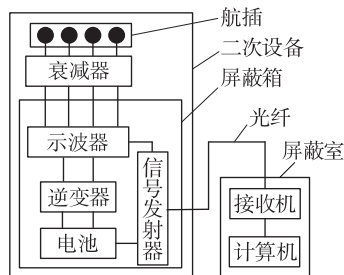 航插
二次设备
衰减器
屏蔽箱
光纤
示波器
信号发射器
屏蔽室
逆变器
接收机
电池
计算机